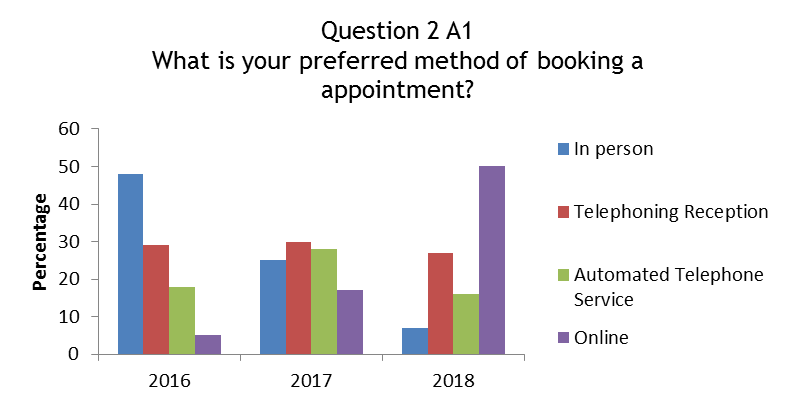 Question 2 A1
What is your preferred method of booking a
appointment?
Percentage
60
50
40
30
20
10
0
2016
2017
2018
In person
Telephoning Reception
Automated Telephone
Service
Online